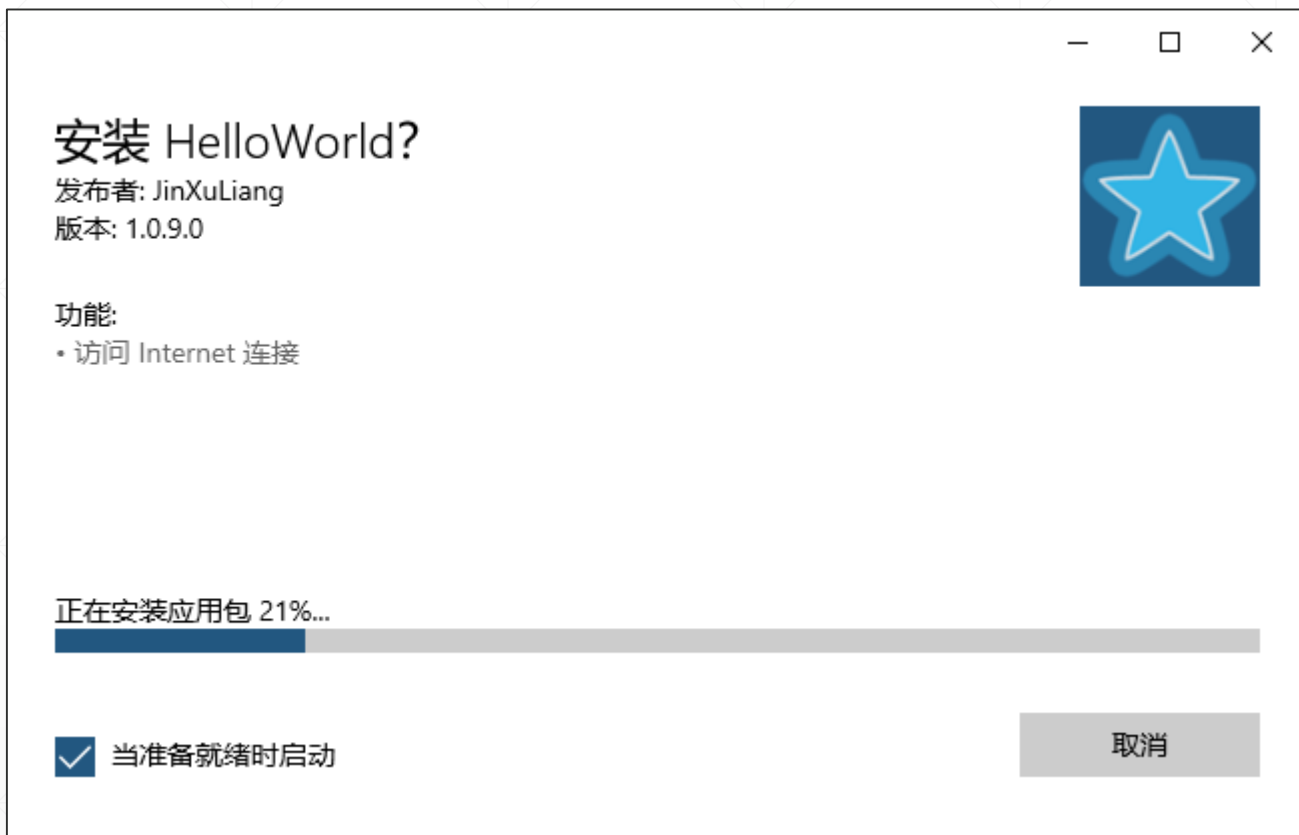 安装 HelloWorld?
发布者: JinXuLiang
版本: 1.0.9.0
功能:
• 访问 Internet 连接
正在安装应用包 21%...
当准备就绪时启动
取消